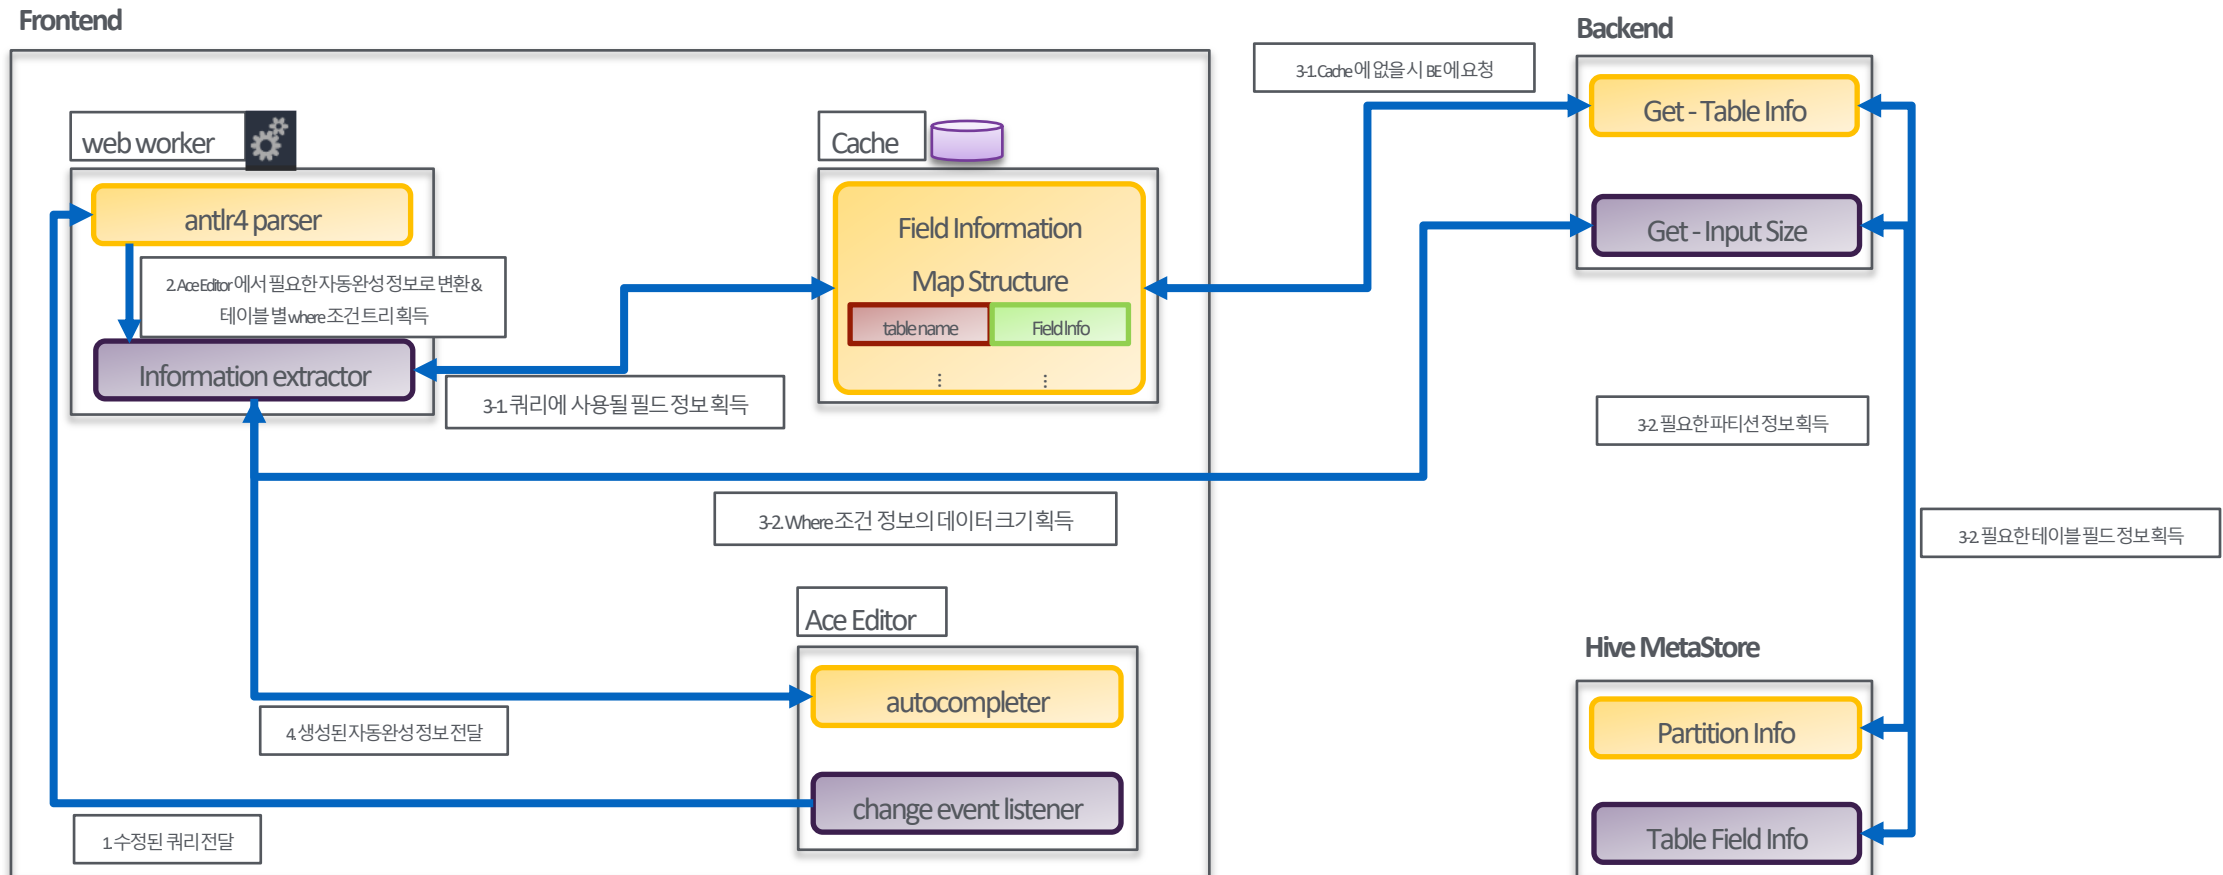 Frontend
Backend
3-1. Cache에 없을 시 BE에 요청
Get - Table Info
web worker
Cache
antlr4 parser
Field Information
Get - Input Size
2. Ace Editor에서 필요한 자동완성 정보로 변환 &
테이블 별 where 조건 트리 획득
Map Structure
table name
Field Info
Information extractor
⋮
⋮
3-1. 쿼리에 사용될 필드 정보 획득
3-2. 필요한 파티션 정보 획득
3-2. Where 조건 정보의 데이터 크기 획득
3-2. 필요한 테이블 필드 정보 획득
Ace Editor
Hive MetaStore
autocompleter
4. 생성된 자동완성 정보 전달
Partition Info
change event listener
1. 수정된 쿼리 전달
Table Field Info